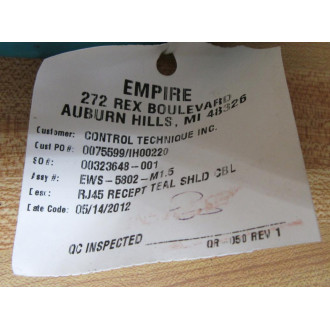 EMPIRE
272 REX BOULEVARD
AUBURN HILLS, MI 48326
Customer: CONTROL TECHNIQUE INC.
Cust PO#: 0075599/IH00220
SO#: 00323648-001
Assy #: EWS-5802-M1.5
Desc: RJ45 RECEPT TEAL SHLD CBL
Date Code: 05/14/2012
QC INSPECTED
QR-050 REV 1